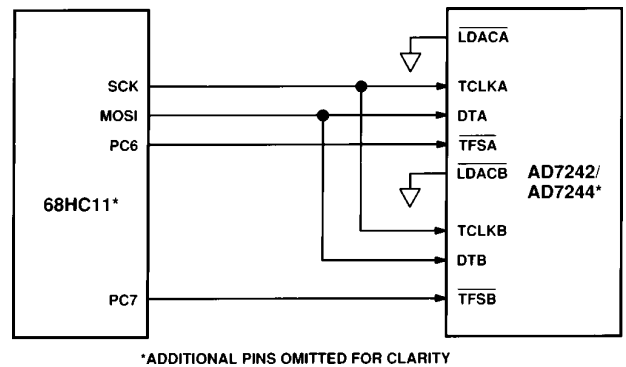 LDACA
SCK
TCLKA
MOSI
DTA
PC6
TFSA
LDACB
AD7242/
AD7244*
68HC11*
TCLKB
DTB
PC7
TFSB
*ADDITIONAL PINS OMITTED FOR CLARITY